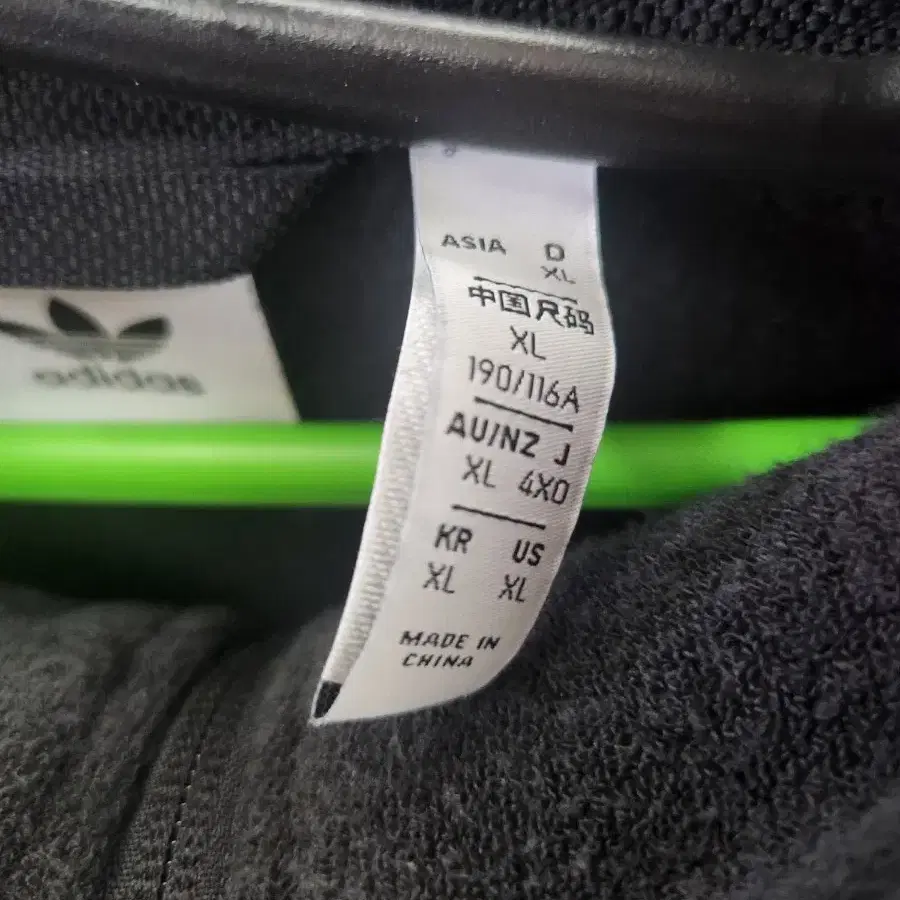 adidas
ASIA D
XL
中国尺码
XL
190/116A
AU/NZ J
XL 4XO
KR US
XL XL
MADE IN
CHINA